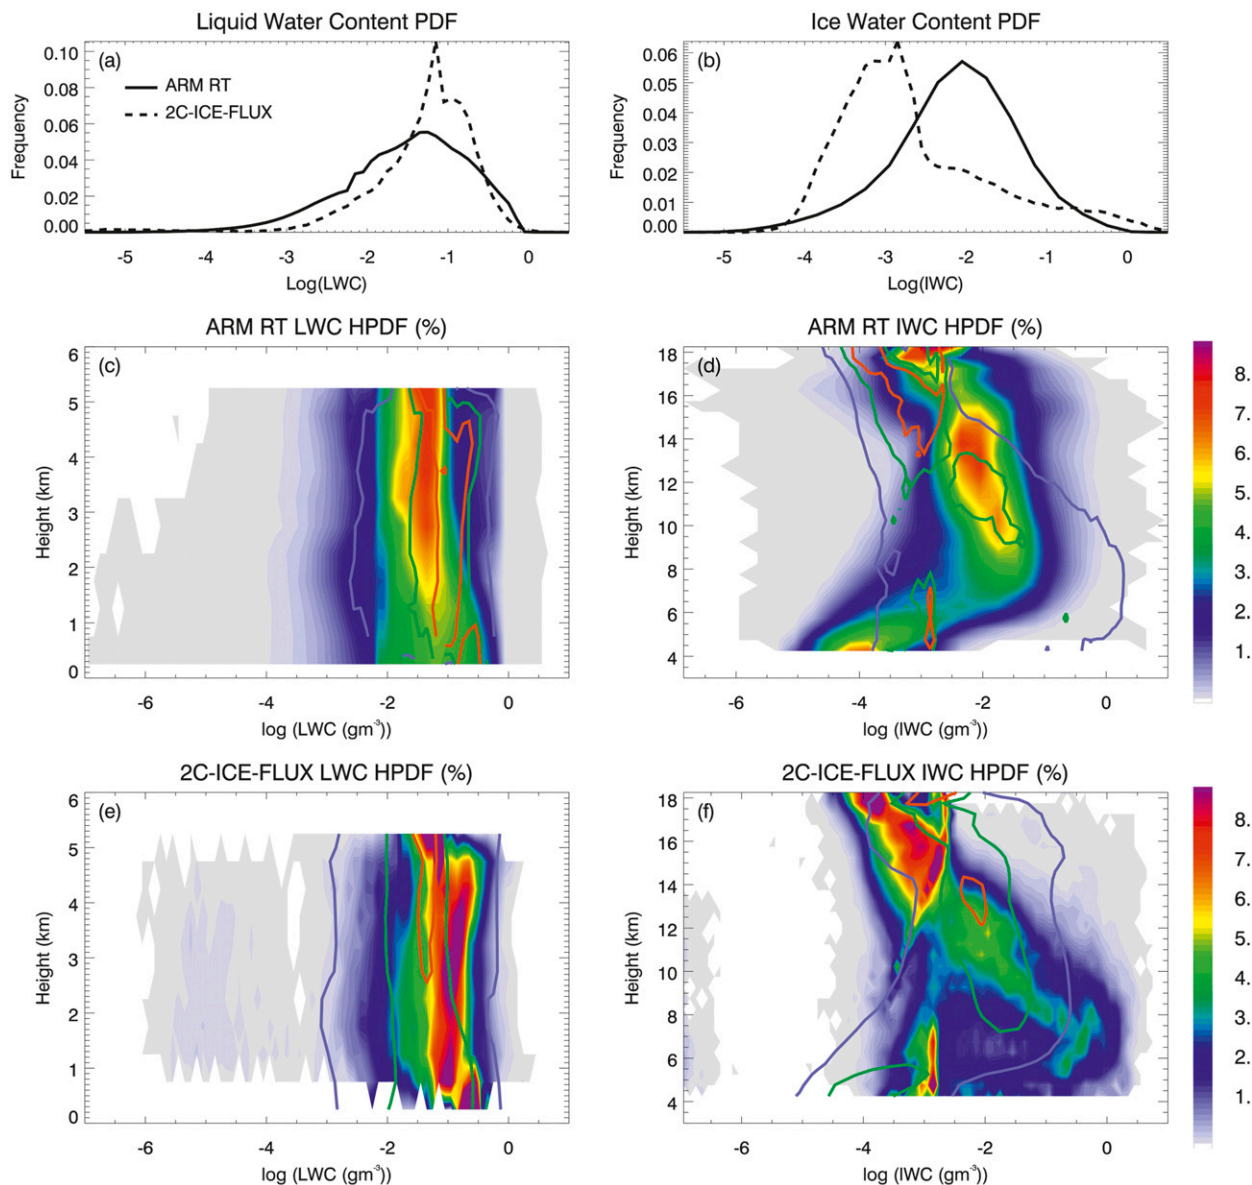 Liquid Water Content PDF
Ice Water Content PDF
(a)
ARM RT
2C-ICE-FLUX
Frequency
0.10
0.08
0.06
0.04
0.02
0.00
-5 -4 -3 -2 -1 0
Log(LWC)
(b)
Frequency
0.06
0.05
0.04
0.03
0.02
0.01
0.00
-5 -4 -3 -2 -1 0
Log(IWC)
ARM RT LWC HPDF (%)
(c)
Height (km)
6
5
4
3
2
1
0
-6 -4 -2 0
log (LWC (gm⁻³))
ARM RT IWC HPDF (%)
(d)
Height (km)
18
16
14
12
10
8
6
4
-6 -4 -2 0
log (IWC (gm⁻³))
8.
7.
6.
5.
4.
3.
2.
1.
2C-ICE-FLUX LWC HPDF (%)
(e)
Height (km)
6
5
4
3
2
1
0
-6 -4 -2 0
log (LWC (gm⁻³))
2C-ICE-FLUX IWC HPDF (%)
(f)
Height (km)
18
16
14
12
10
8
6
4
-6 -4 -2 0
log (IWC (gm⁻³))
8.
7.
6.
5.
4.
3.
2.
1.